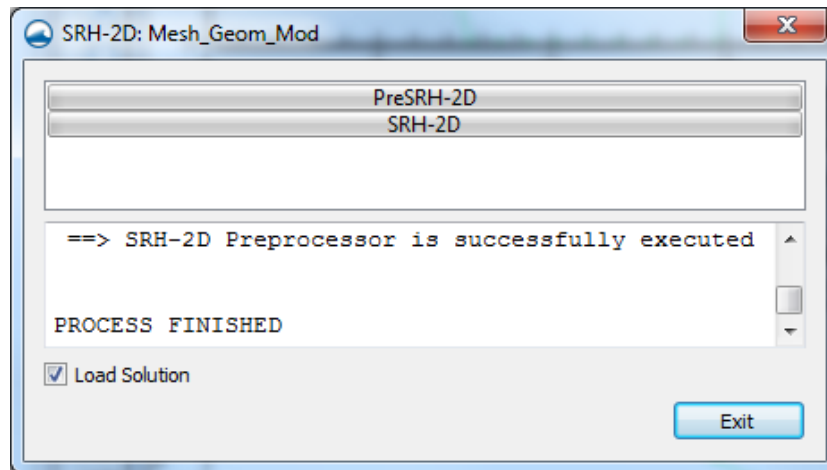 SRH-2D: Mesh_Geom_Mod
PreSRH-2D
SRH-2D
==> SRH-2D Preprocessor is successfully executed
PROCESS FINISHED
Load Solution
Exit